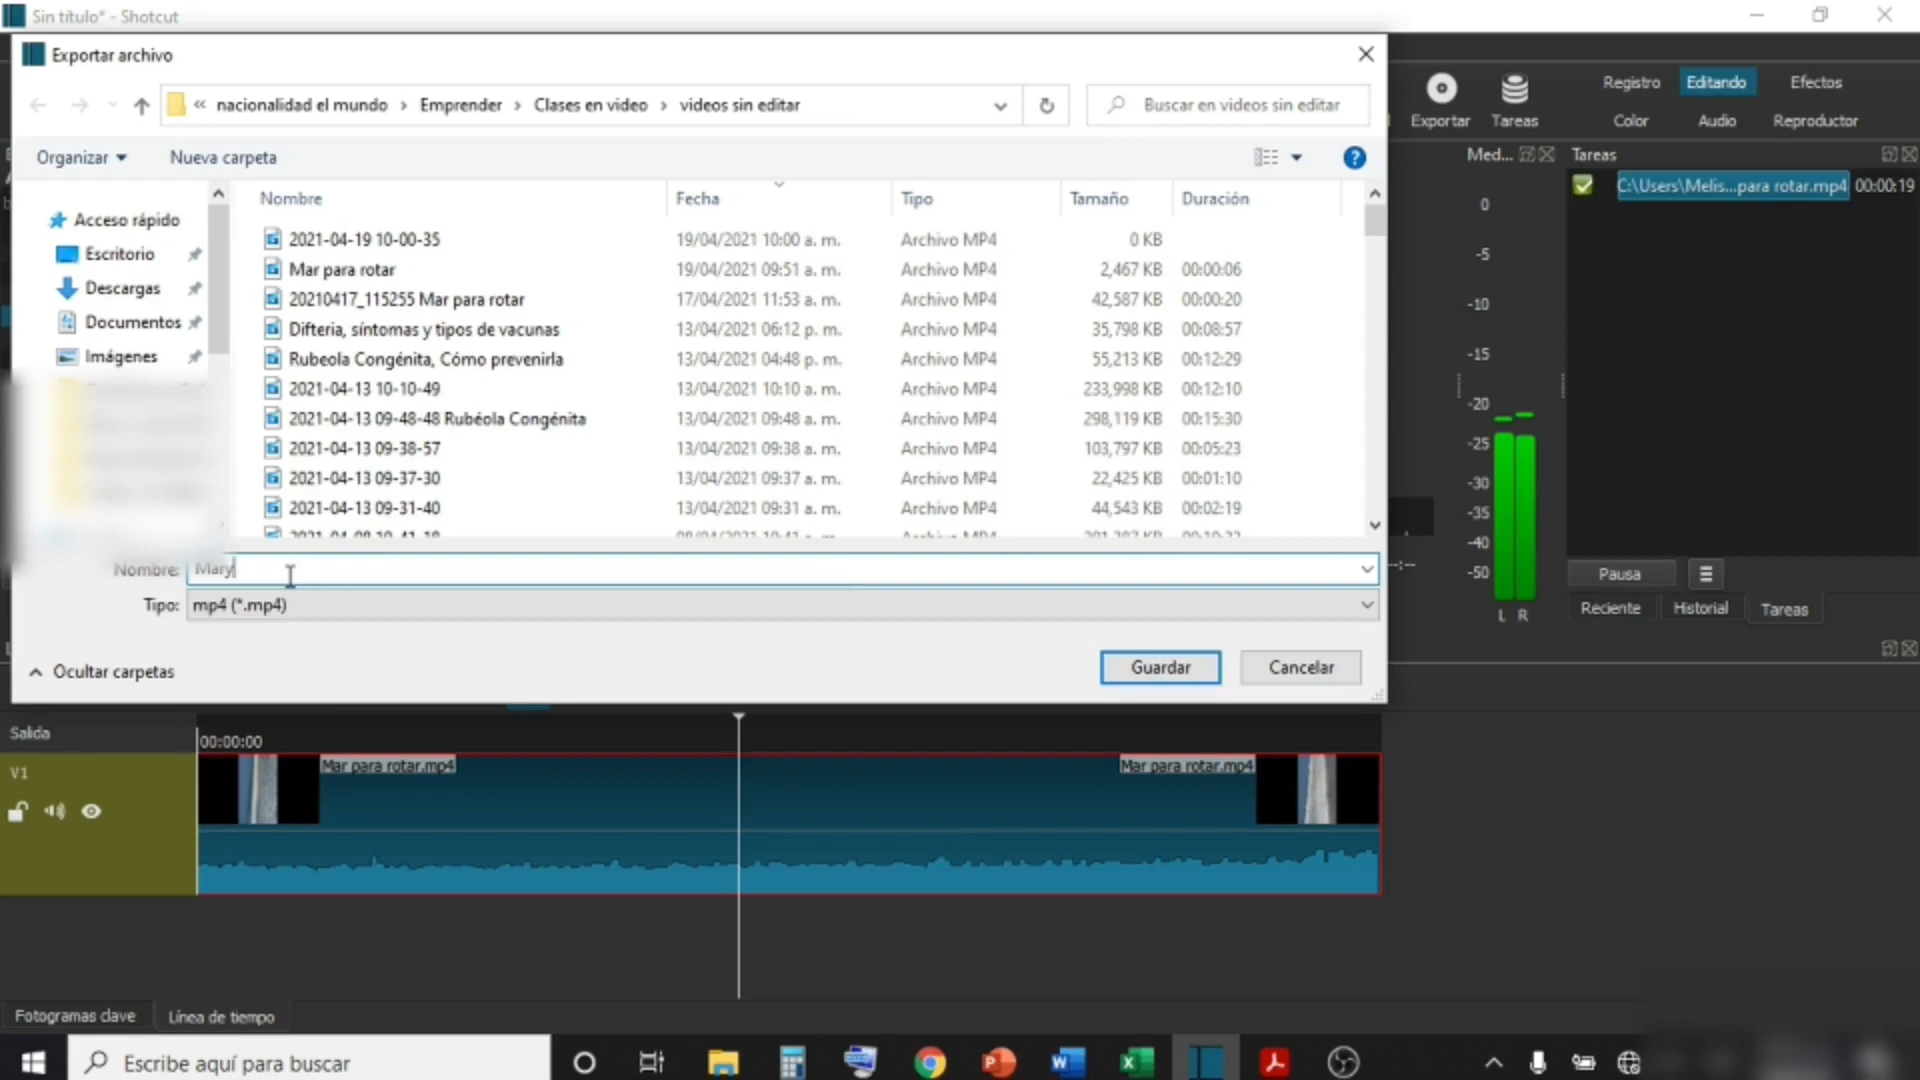 Sin título* - Shotcut
Exportar archivo
« nacionalidad el mundo › Emprender › Clases en video › videos sin editar
Buscar en videos sin editar
Organizar
Nueva carpeta
Nombre Fecha Tipo Tamaño Duración
Acceso rápido
Escritorio
Descargas
Documentos
Imágenes
2021-04-19 10-00-35 19/04/2021 10:00 a. m. Archivo MP4 0 KB
Mar para rotar 19/04/2021 09:51 a. m. Archivo MP4 2,467 KB 00:00:06
20210417_115255 Mar para rotar 17/04/2021 11:53 a. m. Archivo MP4 42,587 KB 00:00:20
Difteria, síntomas y tipos de vacunas 13/04/2021 06:12 p. m. Archivo MP4 35,798 KB 00:08:57
Rubeola Congénita, Cómo prevenirla 13/04/2021 04:48 p. m. Archivo MP4 55,213 KB 00:12:29
2021-04-13 10-10-49 13/04/2021 10:10 a. m. Archivo MP4 233,998 KB 00:12:10
2021-04-13 09-48-48 Rubéola Congénita 13/04/2021 09:48 a. m. Archivo MP4 298,119 KB 00:15:30
2021-04-13 09-38-57 13/04/2021 09:38 a. m. Archivo MP4 103,797 KB 00:05:23
2021-04-13 09-37-30 13/04/2021 09:37 a. m. Archivo MP4 22,425 KB 00:01:10
2021-04-13 09-31-40 13/04/2021 09:31 a. m. Archivo MP4 44,543 KB 00:02:19
Nombre: Mary
Tipo: mp4 (*.mp4)
Ocultar carpetas
Guardar
Cancelar
Exportar
Tareas
Registro Editando Efectos
Color Audio Reproductor
Med...
0
-5
-10
-15
-20
-25
-30
-35
-40
-50
L R
Tareas
C:\Users\Melis...para rotar.mp4 00:00:19
Pausa
Reciente Historial Tareas
Salida
00:00:00
V1
Mar para rotar.mp4
Mar para rotar.mp4
Fotogramas clave
Línea de tiempo
Escribe aquí para buscar